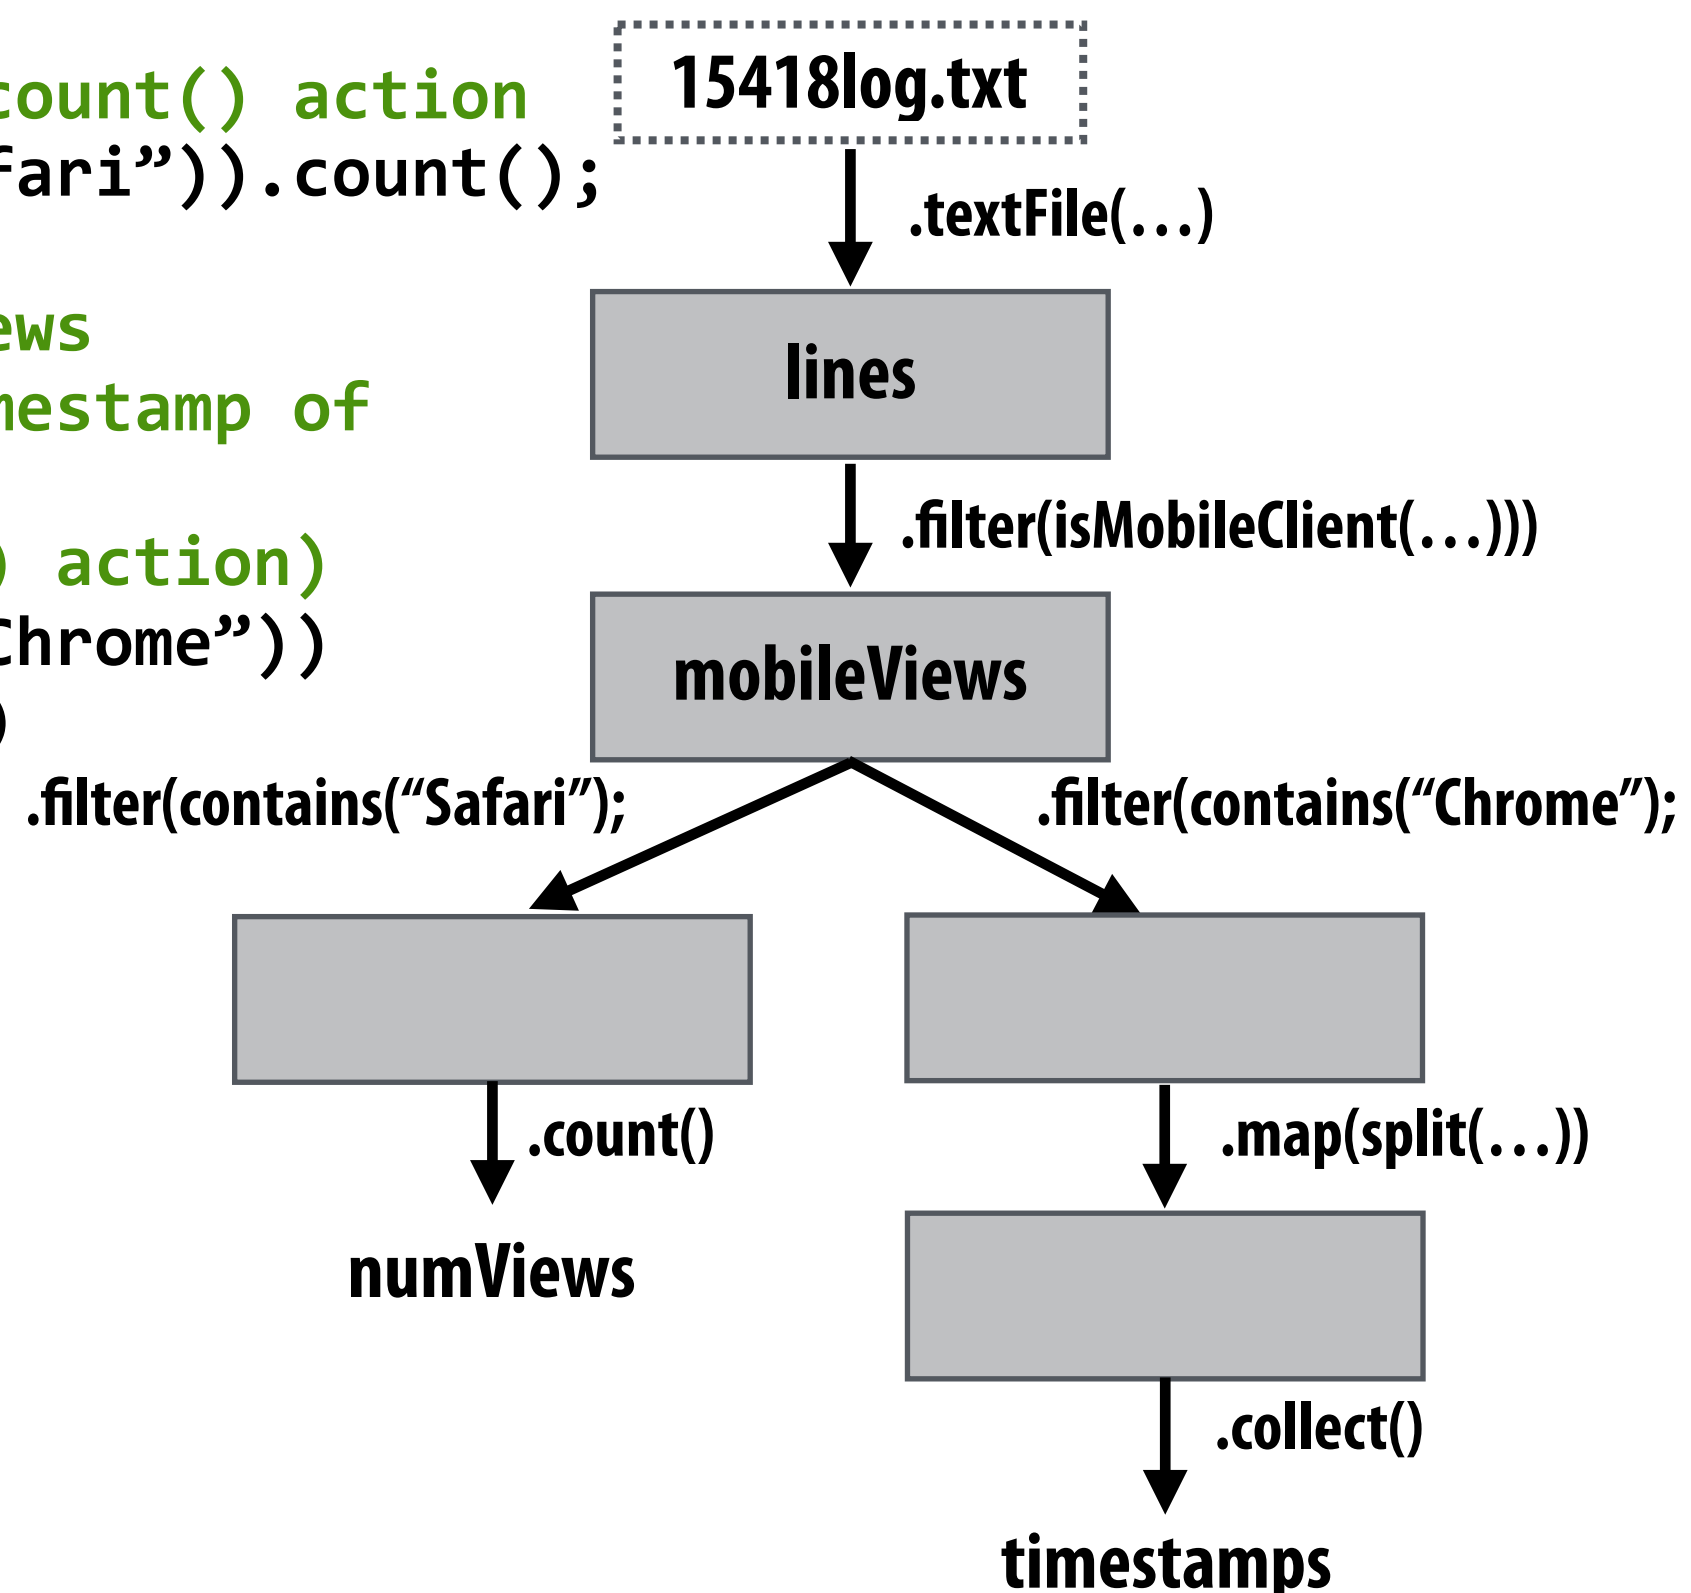 count() action
fari”)).count();
ews
mestamp of
) action)
Chrome”))
)
15418log.txt
.textFile(...)
lines
.filter(isMobileClient(...)))
mobileViews
.filter(contains(“Safari”);
.filter(contains(“Chrome”);
.count()
.map(split(...))
numViews
.collect()
timestamps